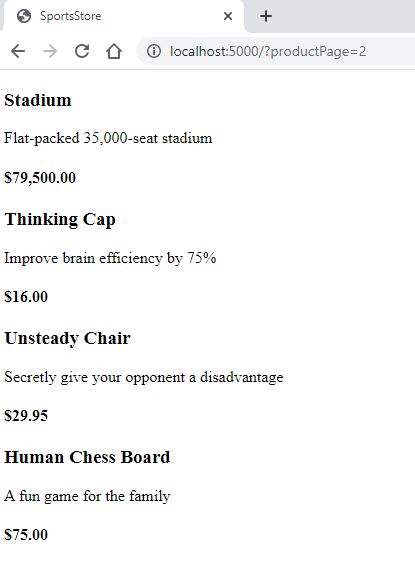 SportsStore
localhost:5000/?productPage=2
Stadium
Flat-packed 35,000-seat stadium
$79,500.00
Thinking Cap
Improve brain efficiency by 75%
$16.00
Unsteady Chair
Secretly give your opponent a disadvantage
$29.95
Human Chess Board
A fun game for the family
$75.00